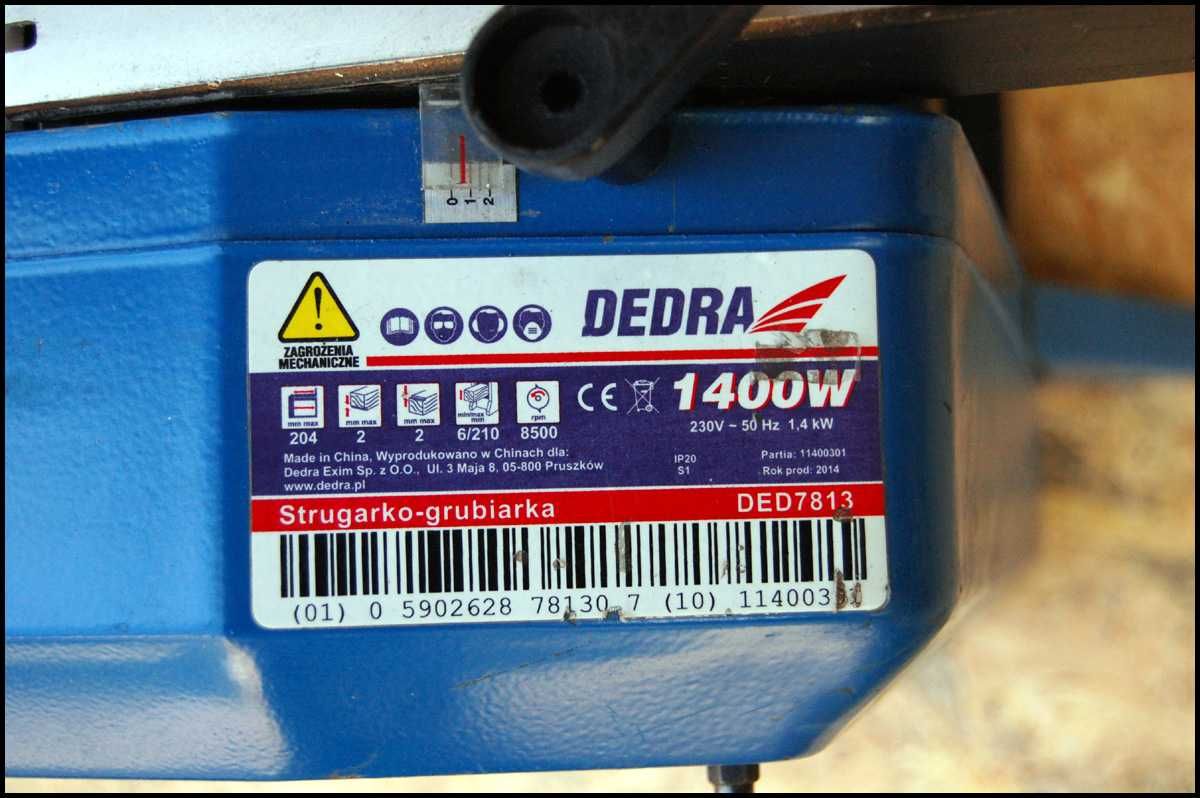 0 1 2
DEDRA
ZAGROŻENIA
MECHANICZNE
1400W
mm max
mm max
mm max
min/max
mm
rpm
204
2
2
6/210
8500
CE
230V ~ 50 Hz 1,4 kW
Made in China, Wyprodukowano w Chinach dla:
Dedra Exim Sp. z O.O., Ul. 3 Maja 8, 05-800 Pruszków
www.dedra.pl
IP20
S1
Partia: 11400301
Rok prod: 2014
Strugarko-grubiarka
DED7813
(01) 0 5902628 78130 7 (10)